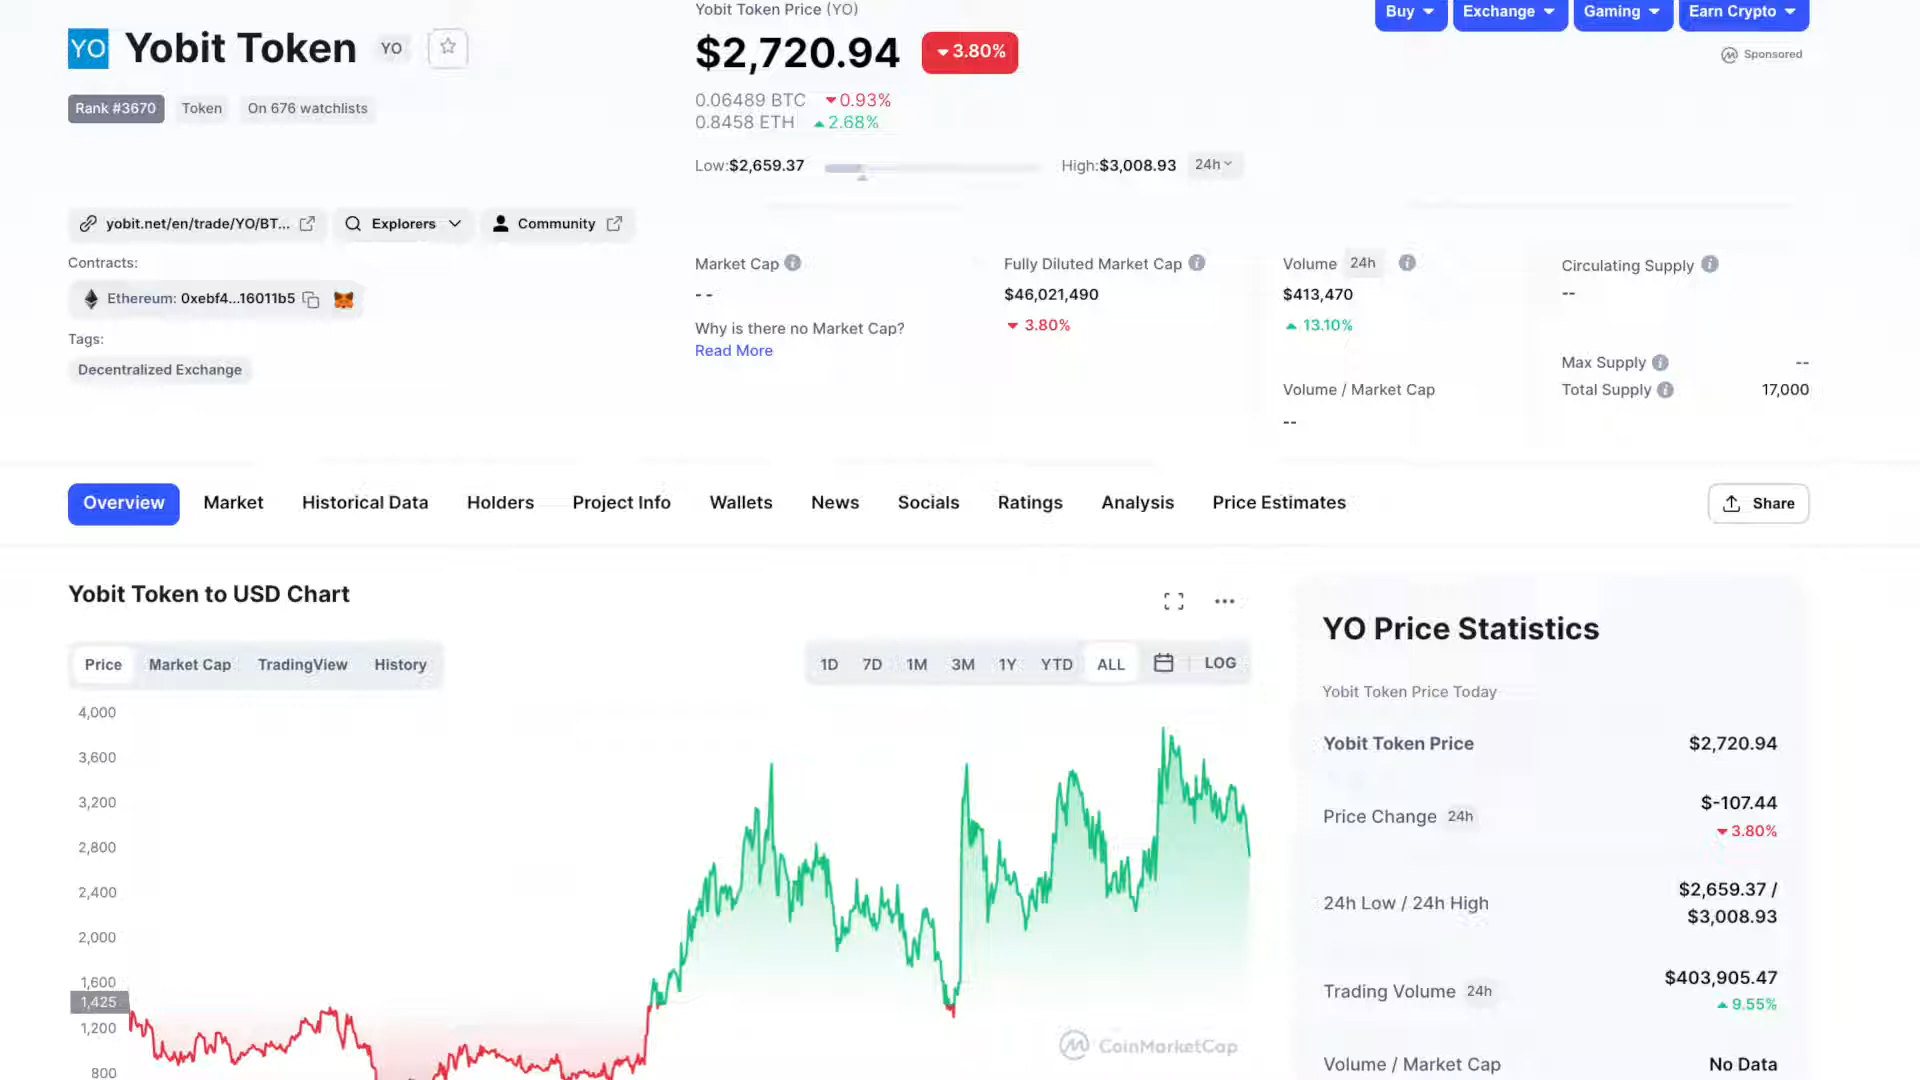 YO Yobit Token YO
Rank #3670 Token On 676 watchlists
yobit.net/en/trade/YO/BT... Explorers Community
Contracts:
Ethereum: 0xebf4...16011b5
Tags:
Decentralized Exchange
Yobit Token Price (YO)
$2,720.94 3.80%
0.06489 BTC 0.93%
0.8458 ETH 2.68%
Low:$2,659.37 High:$3,008.93 24h
Buy Exchange Gaming Earn Crypto
Sponsored
Market Cap
- -
Why is there no Market Cap?
Read More
Fully Diluted Market Cap
$46,021,490
3.80%
Volume 24h
$413,470
13.10%
Volume / Market Cap
--
Circulating Supply
--
Max Supply --
Total Supply 17,000
Overview Market Historical Data Holders Project Info Wallets News Socials Ratings Analysis Price Estimates Share
Yobit Token to USD Chart
Price Market Cap TradingView History 1D 7D 1M 3M 1Y YTD ALL LOG
4,000
3,600
3,200
2,800
2,400
2,000
1,600
1,425
1,200
800
CoinMarketCap
YO Price Statistics
Yobit Token Price Today
Yobit Token Price $2,720.94
Price Change 24h $-107.44
3.80%
24h Low / 24h High $2,659.37 /
$3,008.93
Trading Volume 24h $403,905.47
9.55%
Volume / Market Cap No Data